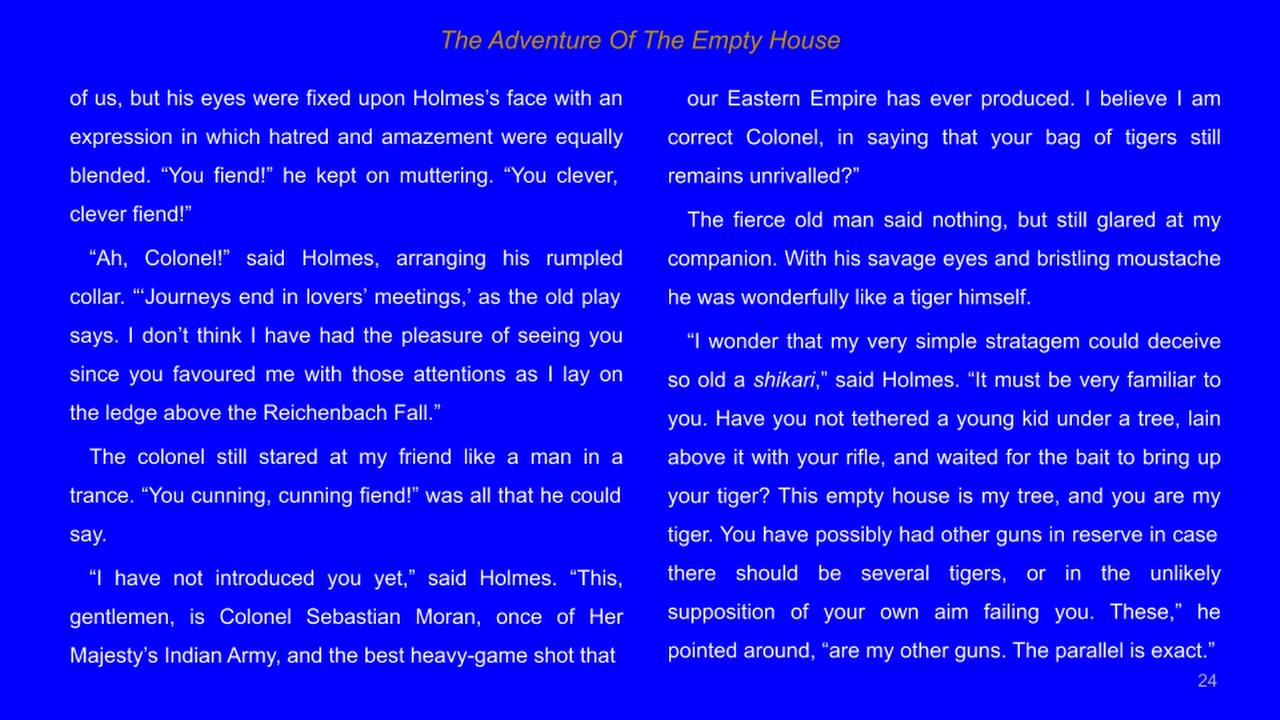 The Adventure Of The Empty House
of us, but his eyes were fixed upon Holmes’s face with an
expression in which hatred and amazement were equally
blended. “You fiend!” he kept on muttering. “You clever,
clever fiend!”
“Ah, Colonel!” said Holmes, arranging his rumpled
collar. “‘Journeys end in lovers’ meetings,’ as the old play
says. I don’t think I have had the pleasure of seeing you
since you favoured me with those attentions as I lay on
the ledge above the Reichenbach Fall.”
The colonel still stared at my friend like a man in a
trance. “You cunning, cunning fiend!” was all that he could
say.
“I have not introduced you yet,” said Holmes. “This,
gentlemen, is Colonel Sebastian Moran, once of Her
Majesty’s Indian Army, and the best heavy-game shot that
our Eastern Empire has ever produced. I believe I am
correct Colonel, in saying that your bag of tigers still
remains unrivalled?”
The fierce old man said nothing, but still glared at my
companion. With his savage eyes and bristling moustache
he was wonderfully like a tiger himself.
“I wonder that my very simple stratagem could deceive
so old a shikari,” said Holmes. “It must be very familiar to
you. Have you not tethered a young kid under a tree, lain
above it with your rifle, and waited for the bait to bring up
your tiger? This empty house is my tree, and you are my
tiger. You have possibly had other guns in reserve in case
there should be several tigers, or in the unlikely
supposition of your own aim failing you. These,” he
pointed around, “are my other guns. The parallel is exact.”
24